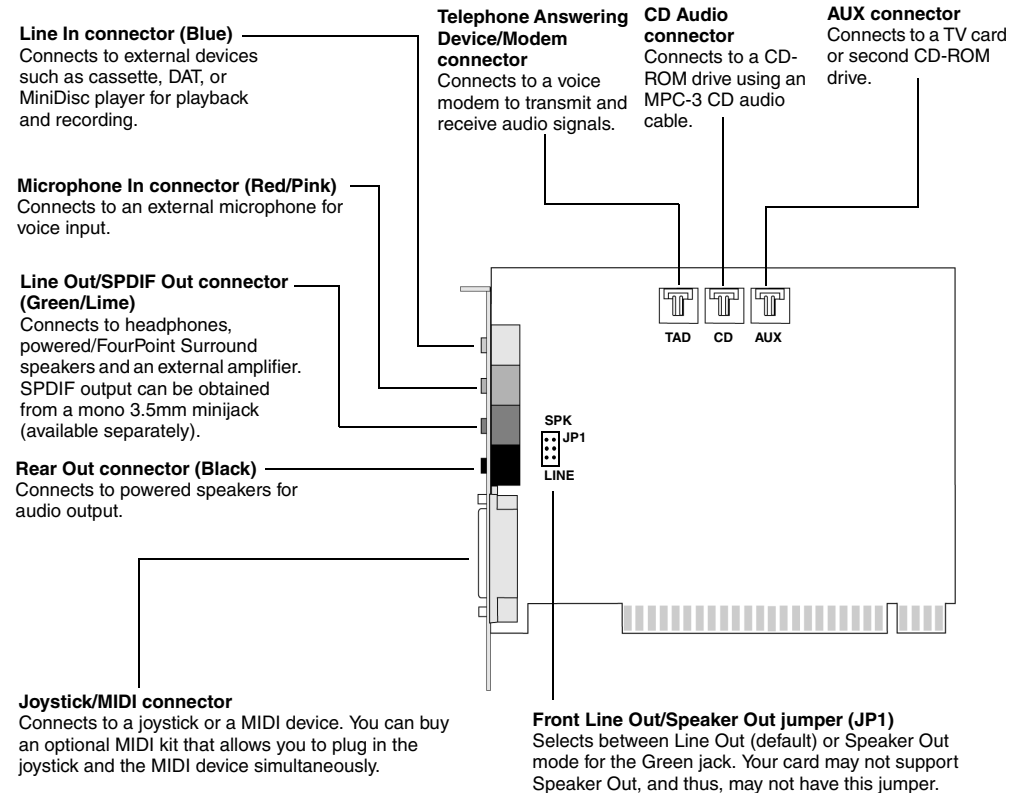 Line In connector (Blue)
Connects to external devices
such as cassette, DAT, or
MiniDisc player for playback
and recording.
Telephone Answering
Device/Modem
connector
Connects to a voice
modem to transmit and
receive audio signals.
CD Audio
connector
Connects to a CD-
ROM drive using an
MPC-3 CD audio
cable.
AUX connector
Connects to a TV card
or second CD-ROM
drive.
Microphone In connector (Red/Pink)
Connects to an external microphone for
voice input.
Line Out/SPDIF Out connector
(Green/Lime)
Connects to headphones,
powered/FourPoint Surround
speakers and an external amplifier.
SPDIF output can be obtained
from a mono 3.5mm minijack
(available separately).
TAD
CD
AUX
SPK
JP1
LINE
Rear Out connector (Black)
Connects to powered speakers for
audio output.
Joystick/MIDI connector
Connects to a joystick or a MIDI device. You can buy
an optional MIDI kit that allows you to plug in the
joystick and the MIDI device simultaneously.
Front Line Out/Speaker Out jumper (JP1)
Selects between Line Out (default) or Speaker Out
mode for the Green jack. Your card may not support
Speaker Out, and thus, may not have this jumper.